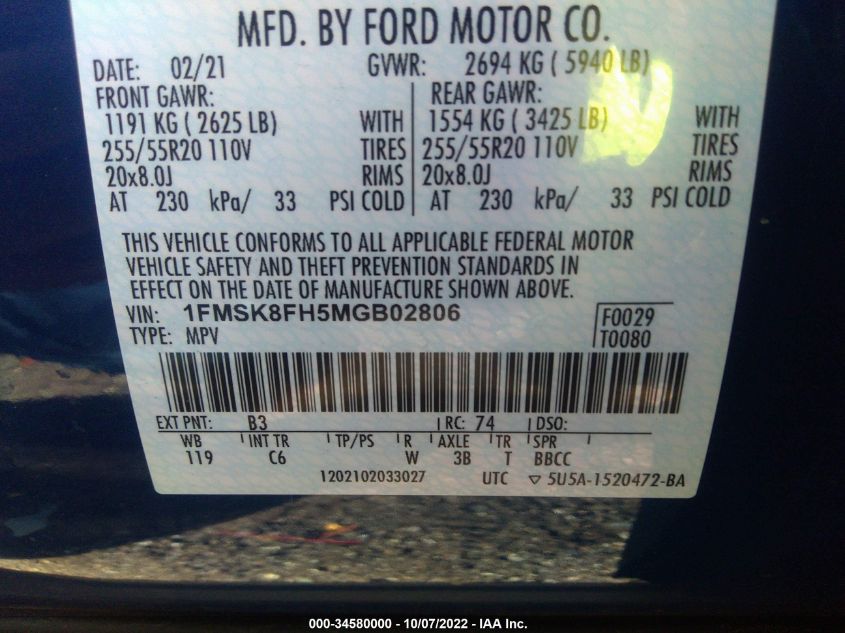 MFD. BY FORD MOTOR CO.
DATE: 02/21 GVWR: 2694 KG ( 5940 LB)
FRONT GAWR: REAR GAWR:
1191 KG ( 2625 LB) WITH 1554 KG ( 3425 LB) WITH
255/55R20 110V TIRES 255/55R20 110V TIRES
20x8.0J RIMS 20x8.0J RIMS
AT 230 kPa/ 33 PSI COLD AT 230 kPa/ 33 PSI COLD
THIS VEHICLE CONFORMS TO ALL APPLICABLE FEDERAL MOTOR
VEHICLE SAFETY AND THEFT PREVENTION STANDARDS IN
EFFECT ON THE DATE OF MANUFACTURE SHOWN ABOVE.
VIN: 1FMSK8FH5MGB02806 F0029
TYPE: MPV T0080
EXT PNT: B3 RC: 74 DSO:
WB INT TR TP/PS R AXLE TR SPR
119 C6 W 3B T BBCC
1202102033027 UTC ▽ 5U5A-1520472-BA
000-34580000 - 10/07/2022 - IAA Inc.